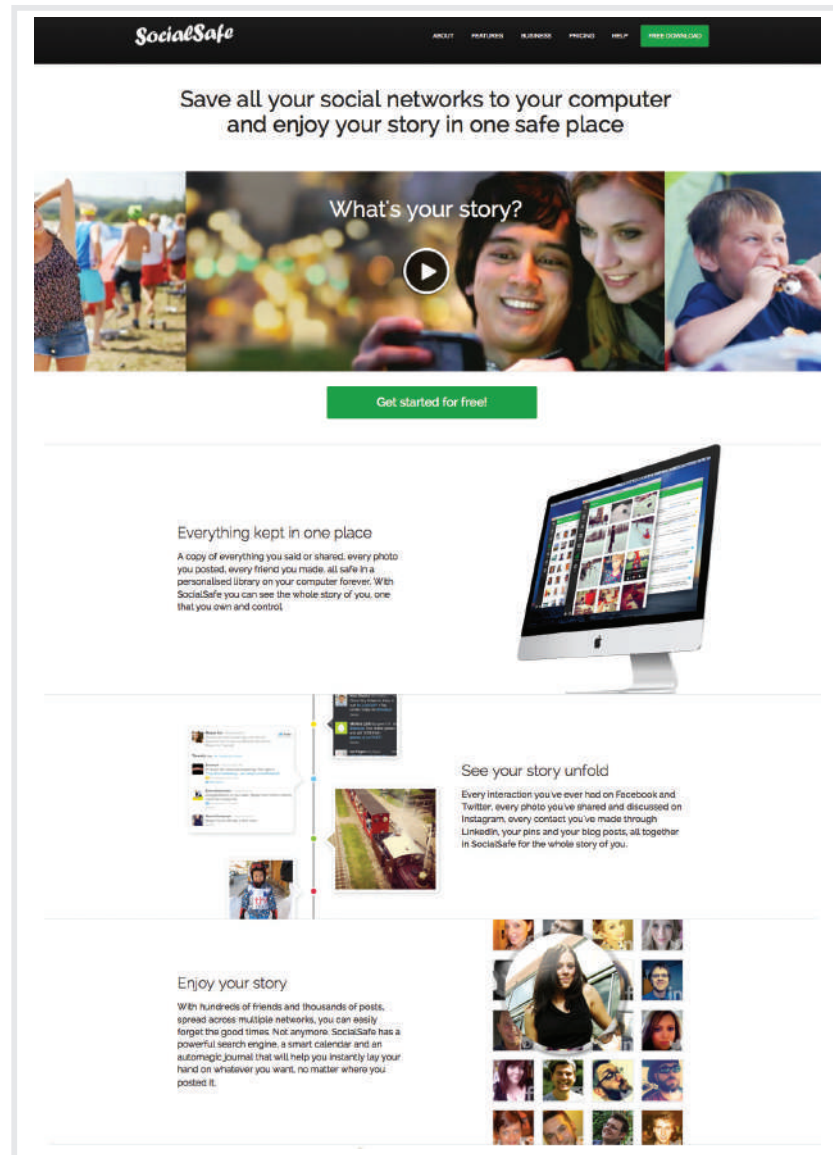 SocialSafe
ABOUT FEATURES BUSINESS PRICING HELP FREE DOWNLOAD
Save all your social networks to your computer
and enjoy your story in one safe place
What's your story?
Get started for free!
Everything kept in one place
A copy of everything you said or shared, every photo
you posted, every friend you made, all safe in a
personalised library on your computer forever. With
SocialSafe you can see the whole story of you, one
that you own and control.
See your story unfold
Every interaction you've ever had on Facebook and
Twitter, every photo you've shared and discussed on
Instagram, every contact you've made through
LinkedIn, your pins and your blog posts, all together
in SocialSafe for the whole story of you.
Enjoy your story
With hundreds of friends and thousands of posts,
spread across multiple networks, you can easily
forget the good times. Not anymore. SocialSafe has a
powerful search engine, a smart calendar and an
automagic journal that will help you instantly lay your
hand on whatever you want, no matter where you
posted it.